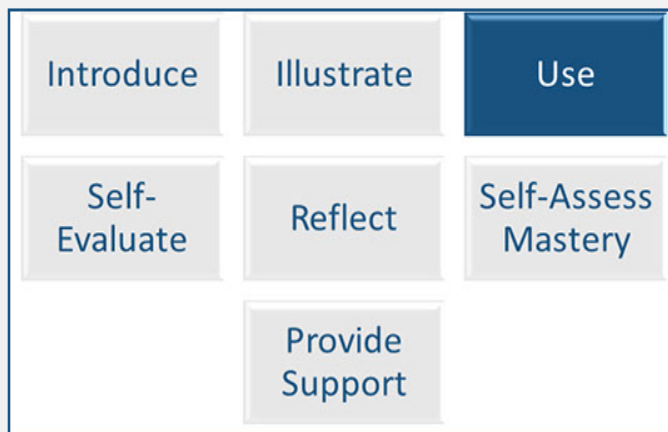 Introduce
Illustrate
Use
Self-
Evaluate
Reflect
Self-Assess
Mastery
Provide
Support